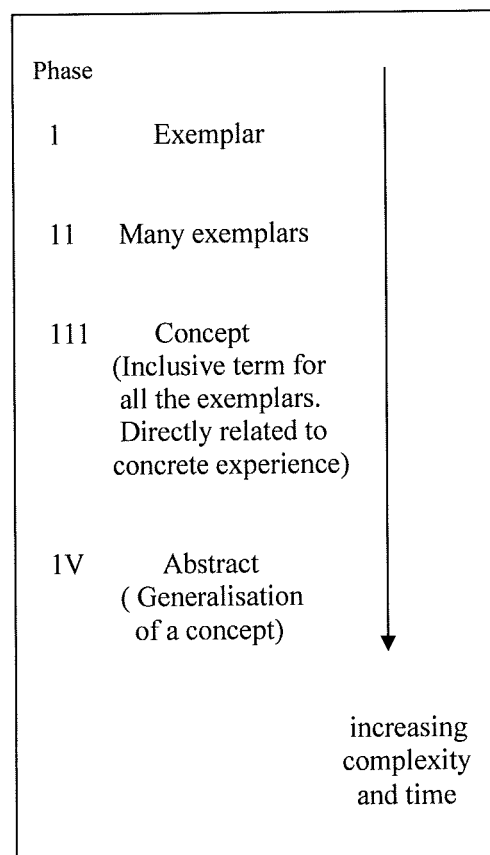 Phase
1 Exemplar
11 Many exemplars
111 Concept
(Inclusive term for
all the exemplars.
Directly related to
concrete experience)
1V Abstract
( Generalisation
of a concept)
increasing
complexity
and time